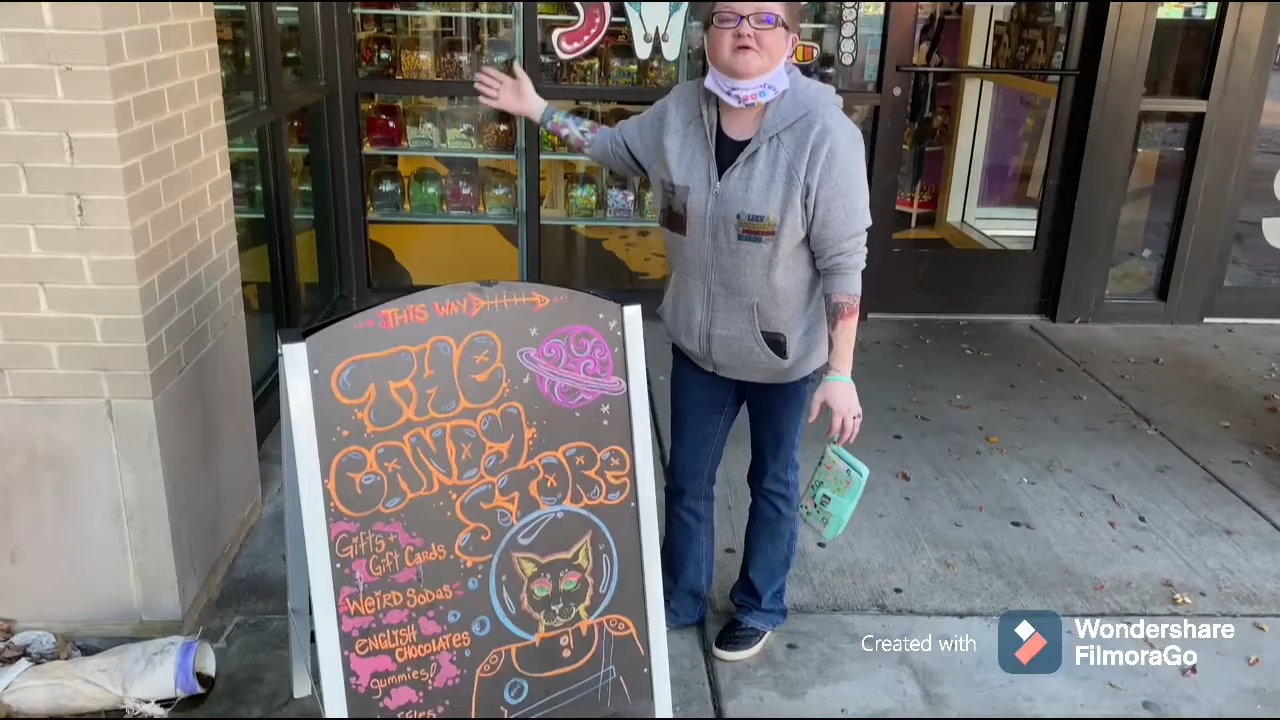 THIS WAY
THE
CANDY
STORE
Gifts +
Gift Cards
WEIRD SODAS
ENGLISH
CHOCOLATES
gummies!
Created with
Wondershare
FilmoraGo